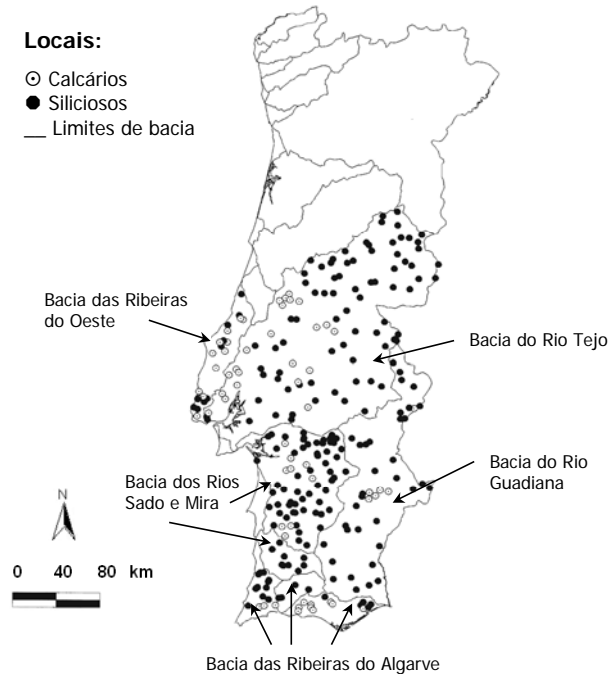 Locais:
Calcários
Siliciosos
__ Limites de bacia
Bacia das Ribeiras
do Oeste
Bacia do Rio Tejo
Bacia dos Rios
Sado e Mira
Bacia do Rio
Guadiana
N
0 40 80 km
Bacia das Ribeiras do Algarve